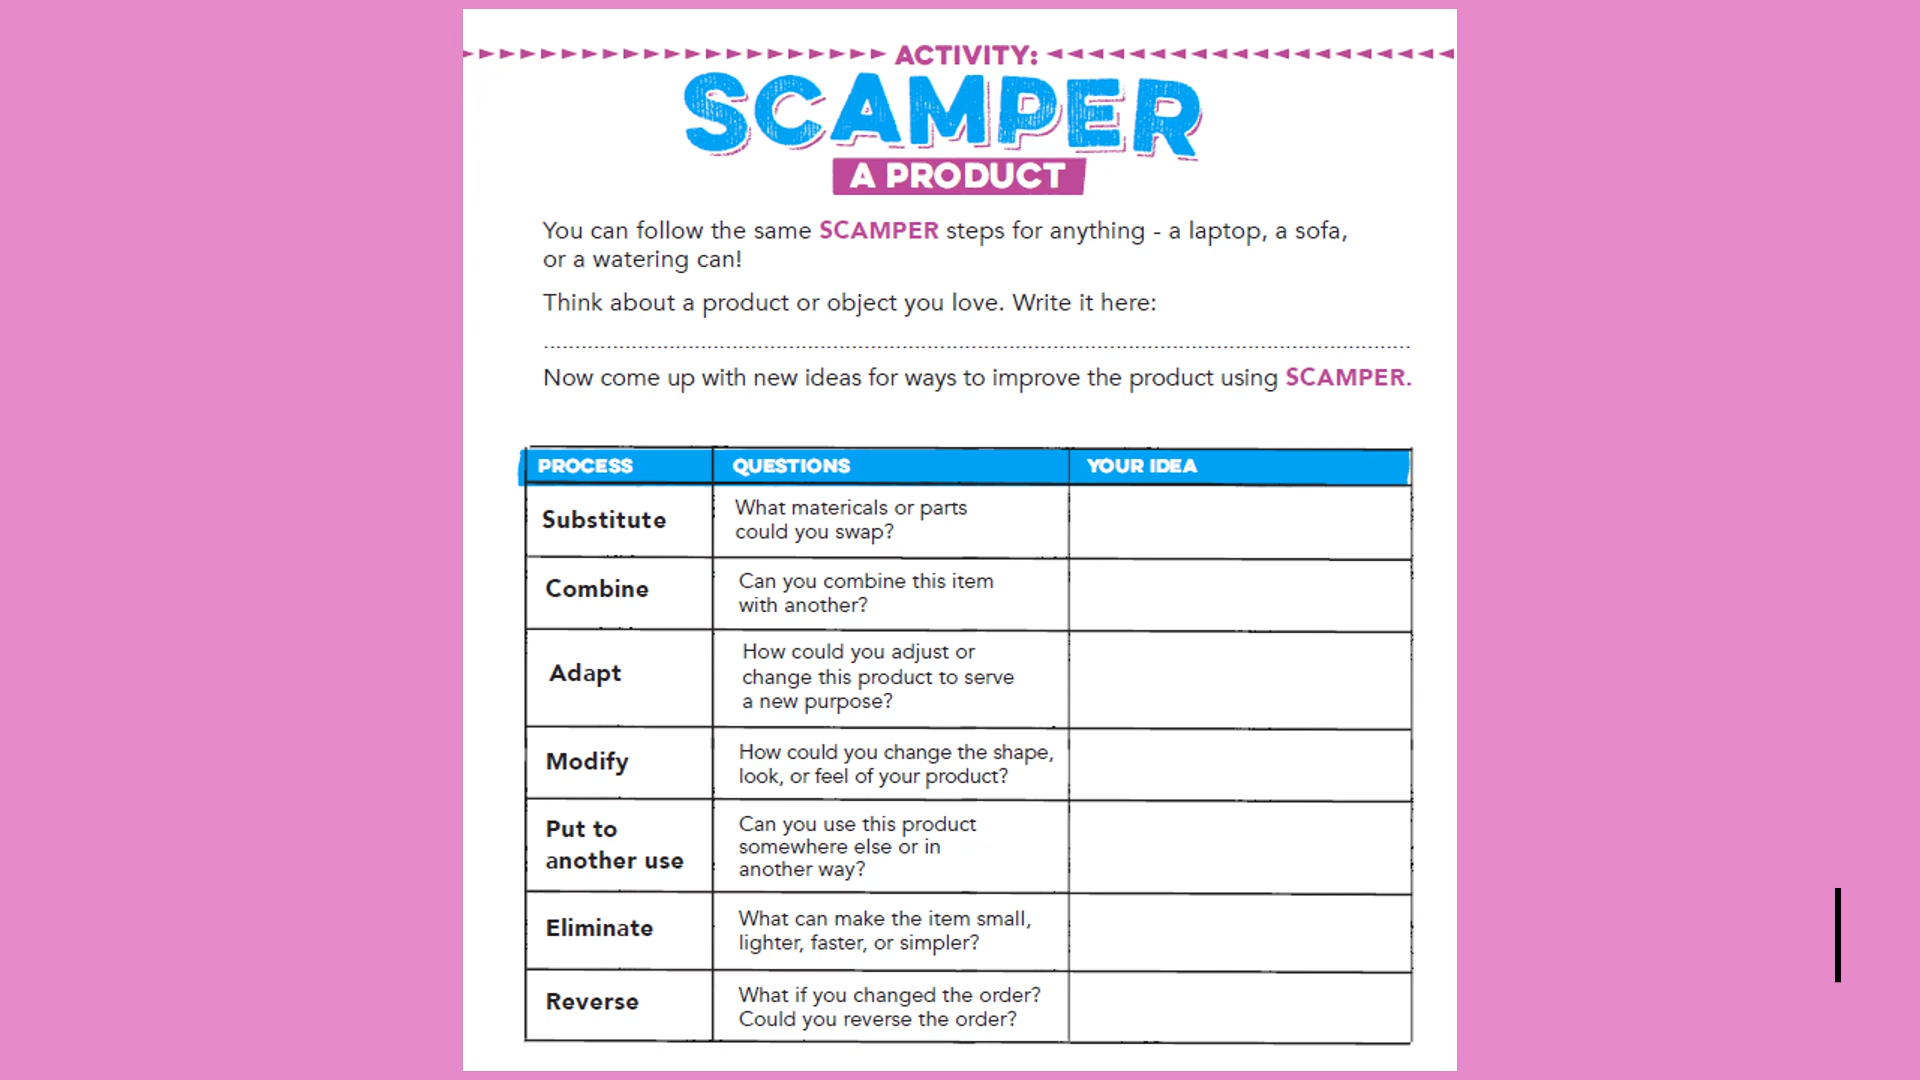 ACTIVITY:
SCAMPER
A PRODUCT
You can follow the same SCAMPER steps for anything - a laptop, a sofa,
or a watering can!
Think about a product or object you love. Write it here:
Now come up with new ideas for ways to improve the product using SCAMPER.
PROCESS QUESTIONS YOUR IDEA
Substitute
What matericals or parts
could you swap?
Combine
Can you combine this item
with another?
Adapt
How could you adjust or
change this product to serve
a new purpose?
Modify
How could you change the shape,
look, or feel of your product?
Put to
another use
Can you use this product
somewhere else or in
another way?
Eliminate
What can make the item small,
lighter, faster, or simpler?
Reverse
What if you changed the order?
Could you reverse the order?